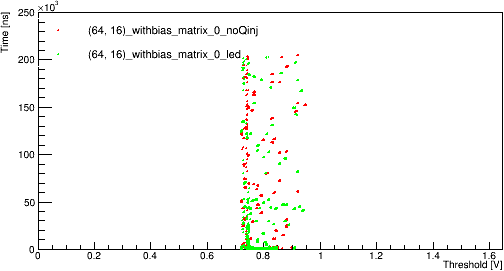 ×10³
250
200
150
100
50
0
Time [ns]
(64, 16)_withbias_matrix_0_noQinj
(64, 16)_withbias_matrix_0_led
0 0.2 0.4 0.6 0.8 1 1.2 1.4 1.6
Threshold [V]